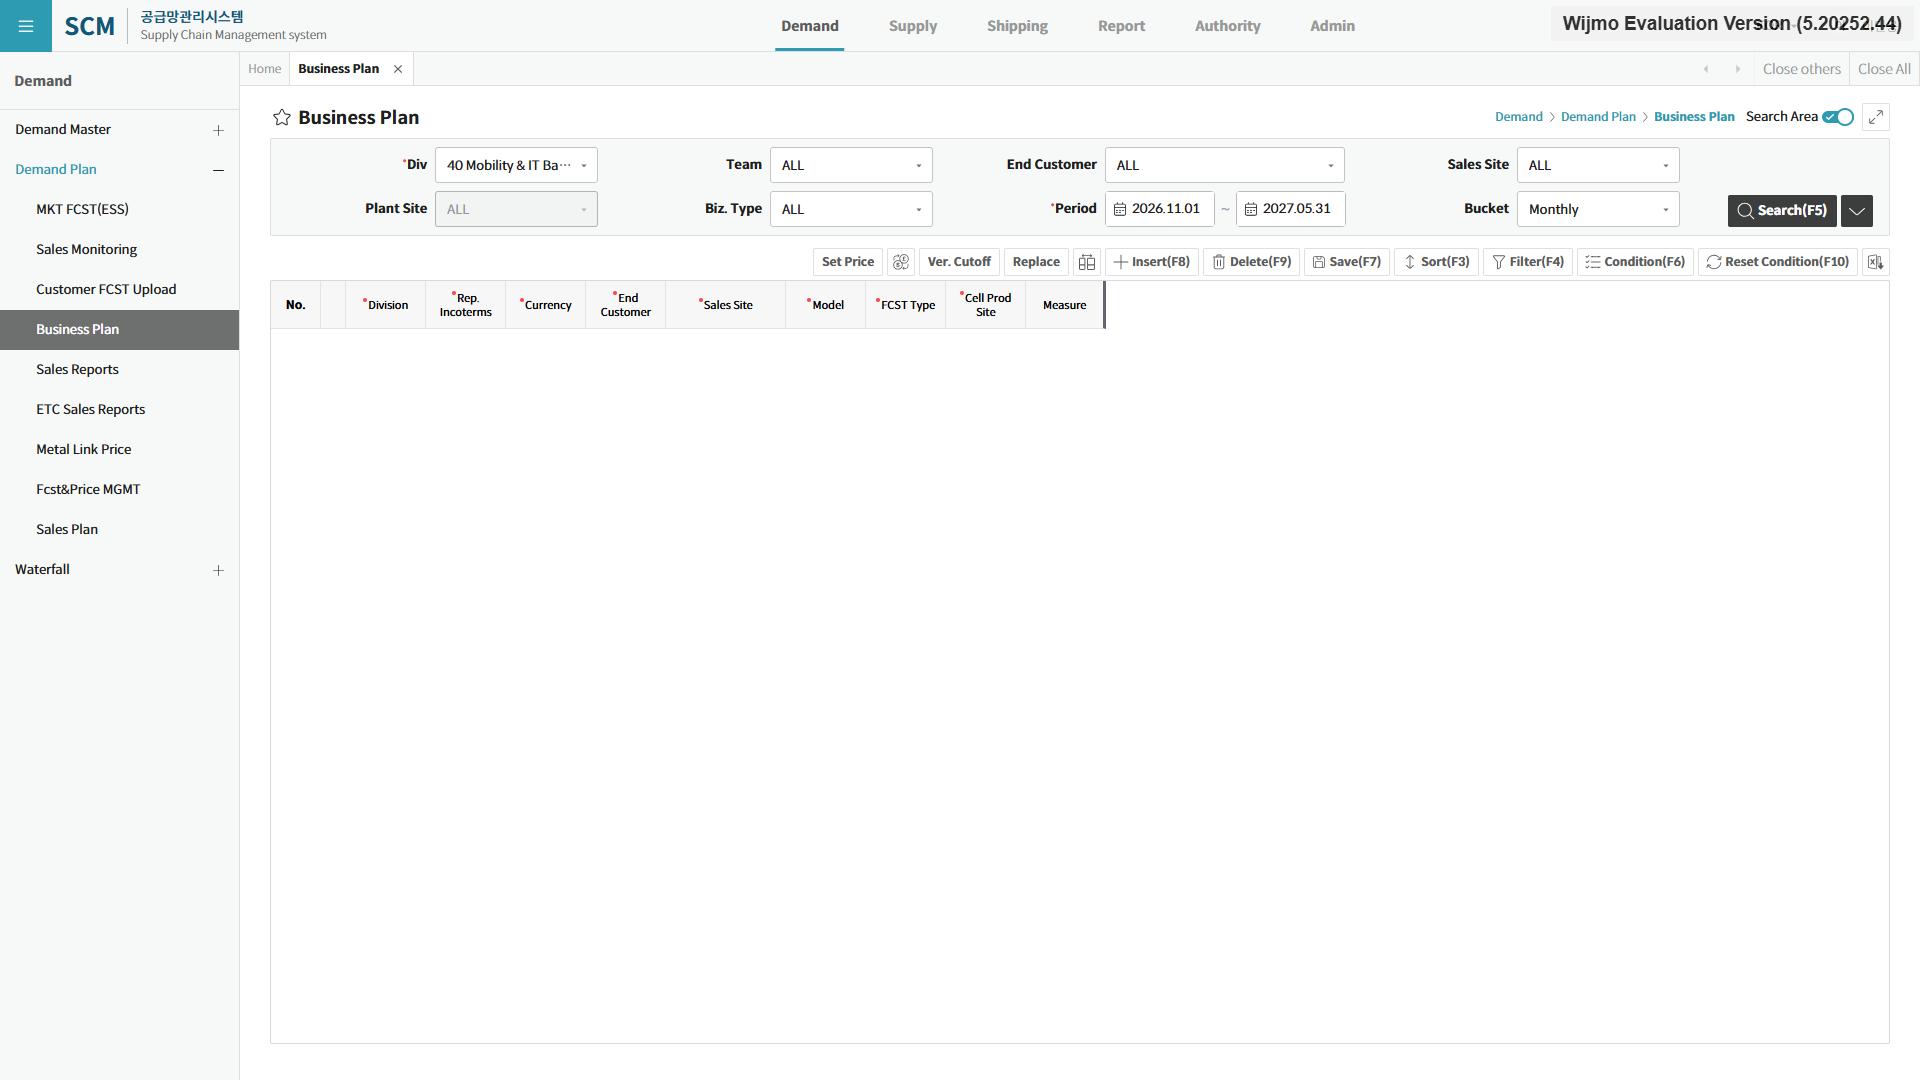 SCM
공급망관리시스템
Supply Chain Management system
Demand
Supply
Shipping
Report
Authority
Admin
Wijmo Evaluation Version (5.20252.44)
Demand
Home
Business Plan
Close others
Close All
Demand Master
Demand Plan
MKT FCST(ESS)
Sales Monitoring
Customer FCST Upload
Business Plan
Sales Reports
ETC Sales Reports
Metal Link Price
Fcst&Price MGMT
Sales Plan
Waterfall
Business Plan
Demand > Demand Plan > Business Plan
Search Area
*Div
40 Mobility & IT Ba···
Team
ALL
End Customer
ALL
Sales Site
ALL
Plant Site
ALL
Biz. Type
ALL
*Period
2026.11.01 ~ 2027.05.31
Bucket
Monthly
Search(F5)
Set Price
Ver. Cutoff
Replace
Insert(F8)
Delete(F9)
Save(F7)
Sort(F3)
Filter(F4)
Condition(F6)
Reset Condition(F10)
No.
Division
Rep.
Incoterms
Currency
End
Customer
Sales Site
Model
FCST Type
Cell Prod
Site
Measure